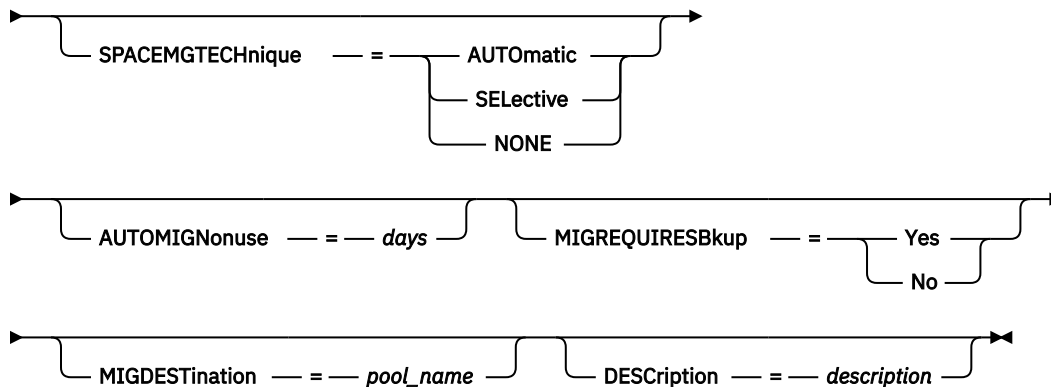 SPACEMGTECHnique = AUTOmatic
SELective
NONE
AUTOMIGNonuse = days MIGREQUIRESBkup = Yes
No
MIGDESTination = pool_name DESCription = description